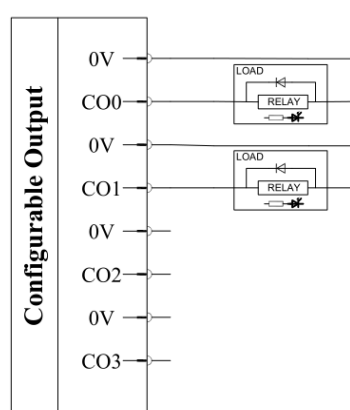 Configurable Output
0V
LOAD
CO0
RELAY
0V
LOAD
CO1
RELAY
0V
CO2
0V
CO3